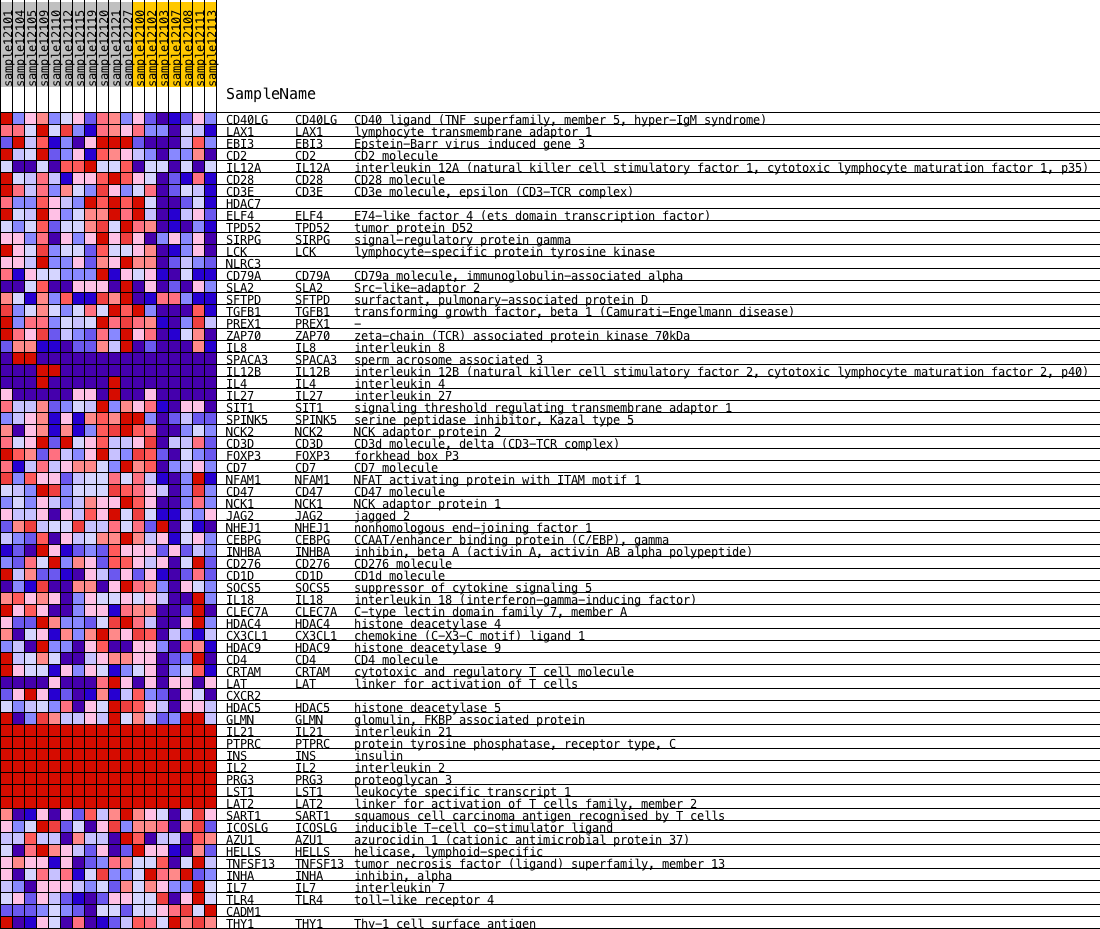 sample12101
sample12104
sample12105
sample12109
sample12110
sample12112
sample12115
sample12119
sample12120
sample12121
sample12127
sample12100
sample12102
sample12103
sample12107
sample12108
sample12111
sample12113
SampleName
CD40LG CD40LG CD40 ligand (TNF superfamily, member 5, hyper-IgM syndrome)
LAX1 LAX1 lymphocyte transmembrane adaptor 1
EBI3 EBI3 Epstein-Barr virus induced gene 3
CD2 CD2 CD2 molecule
IL12A IL12A interleukin 12A (natural killer cell stimulatory factor 1, cytotoxic lymphocyte maturation factor 1, p35)
CD28 CD28 CD28 molecule
CD3E CD3E CD3e molecule, epsilon (CD3-TCR complex)
HDAC7
ELF4 ELF4 E74-like factor 4 (ets domain transcription factor)
TPD52 TPD52 tumor protein D52
SIRPG SIRPG signal-regulatory protein gamma
LCK LCK lymphocyte-specific protein tyrosine kinase
NLRC3
CD79A CD79A CD79a molecule, immunoglobulin-associated alpha
SLA2 SLA2 Src-like-adaptor 2
SFTPD SFTPD surfactant, pulmonary-associated protein D
TGFB1 TGFB1 transforming growth factor, beta 1 (Camurati-Engelmann disease)
PREX1 PREX1 -
ZAP70 ZAP70 zeta-chain (TCR) associated protein kinase 70kDa
IL8 IL8 interleukin 8
SPACA3 SPACA3 sperm acrosome associated 3
IL12B IL12B interleukin 12B (natural killer cell stimulatory factor 2, cytotoxic lymphocyte maturation factor 2, p40)
IL4 IL4 interleukin 4
IL27 IL27 interleukin 27
SIT1 SIT1 signaling threshold regulating transmembrane adaptor 1
SPINK5 SPINK5 serine peptidase inhibitor, Kazal type 5
NCK2 NCK2 NCK adaptor protein 2
CD3D CD3D CD3d molecule, delta (CD3-TCR complex)
FOXP3 FOXP3 forkhead box P3
CD7 CD7 CD7 molecule
NFAM1 NFAM1 NFAT activating protein with ITAM motif 1
CD47 CD47 CD47 molecule
NCK1 NCK1 NCK adaptor protein 1
JAG2 JAG2 jagged 2
NHEJ1 NHEJ1 nonhomologous end-joining factor 1
CEBPG CEBPG CCAAT/enhancer binding protein (C/EBP), gamma
INHBA INHBA inhibin, beta A (activin A, activin AB alpha polypeptide)
CD276 CD276 CD276 molecule
CD1D CD1D CD1d molecule
SOCS5 SOCS5 suppressor of cytokine signaling 5
IL18 IL18 interleukin 18 (interferon-gamma-inducing factor)
CLEC7A CLEC7A C-type lectin domain family 7, member A
HDAC4 HDAC4 histone deacetylase 4
CX3CL1 CX3CL1 chemokine (C-X3-C motif) ligand 1
HDAC9 HDAC9 histone deacetylase 9
CD4 CD4 CD4 molecule
CRTAM CRTAM cytotoxic and regulatory T cell molecule
LAT LAT linker for activation of T cells
CXCR2
HDAC5 HDAC5 histone deacetylase 5
GLMN GLMN glomulin, FKBP associated protein
IL21 IL21 interleukin 21
PTPRC PTPRC protein tyrosine phosphatase, receptor type, C
INS INS insulin
IL2 IL2 interleukin 2
PRG3 PRG3 proteoglycan 3
LST1 LST1 leukocyte specific transcript 1
LAT2 LAT2 linker for activation of T cells family, member 2
SART1 SART1 squamous cell carcinoma antigen recognised by T cells
ICOSLG ICOSLG inducible T-cell co-stimulator ligand
AZU1 AZU1 azurocidin 1 (cationic antimicrobial protein 37)
HELLS HELLS helicase, lymphoid-specific
TNFSF13 TNFSF13 tumor necrosis factor (ligand) superfamily, member 13
INHA INHA inhibin, alpha
IL7 IL7 interleukin 7
TLR4 TLR4 toll-like receptor 4
CADM1
THY1 THY1 Thy-1 cell surface antigen